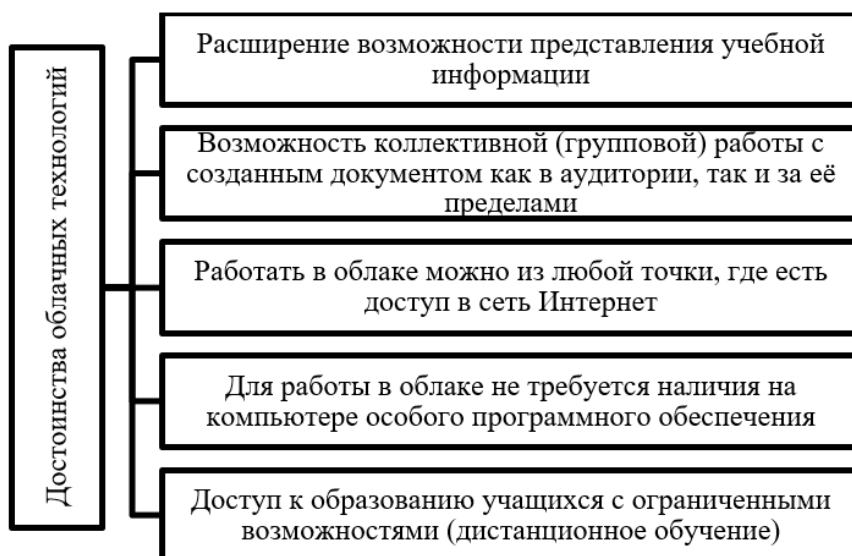 Достоинства облачных технологий
Расширение возможности представления учебной
информации
Возможность коллективной (групповой) работы с
созданным документом как в аудитории, так и за её
пределами
Работать в облаке можно из любой точки, где есть
доступ в сеть Интернет
Для работы в облаке не требуется наличия на
компьютере особого программного обеспечения
Доступ к образованию учащихся с ограниченными
возможностями (дистанционное обучение)